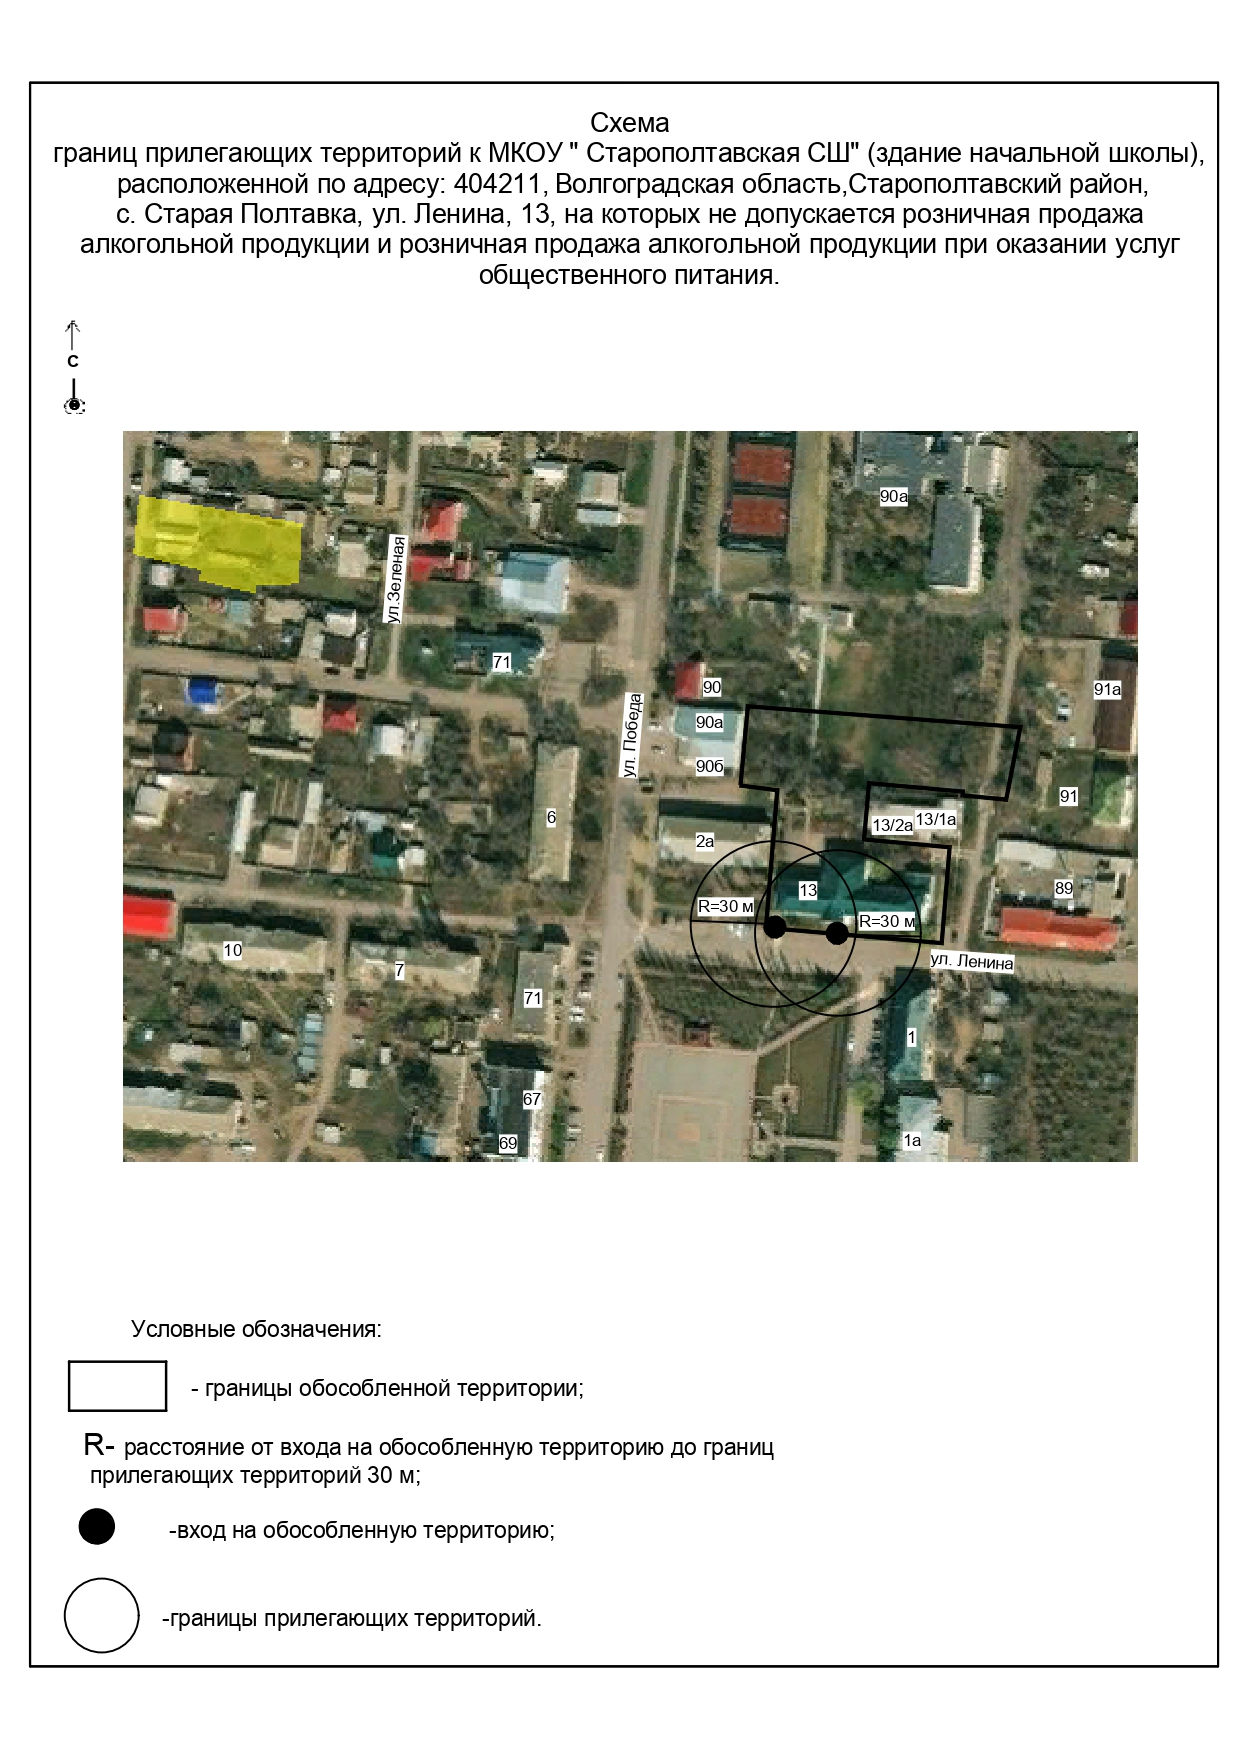 Схема
границ прилегающих территорий к МКОУ " Старополтавская СШ" (здание начальной школы),
расположенной по адресу: 404211, Волгоградская область,Старополтавский район,
с. Старая Полтавка, ул. Ленина, 13, на которых не допускается розничная продажа
алкогольной продукции и розничная продажа алкогольной продукции при оказании услуг
общественного питания.
С
90а
ул.Зеленая
71
90
91а
ул. Победа
90а
90б
91
6
13/2а
13/1а
2а
13
89
R=30 м
R=30 м
10
ул. Ленина
7
71
1
67
69
1а
Условные обозначения:
- границы обособленной территории;
R- расстояние от входа на обособленную территорию до границ
прилегающих территорий 30 м;
-вход на обособленную территорию;
-границы прилегающих территорий.